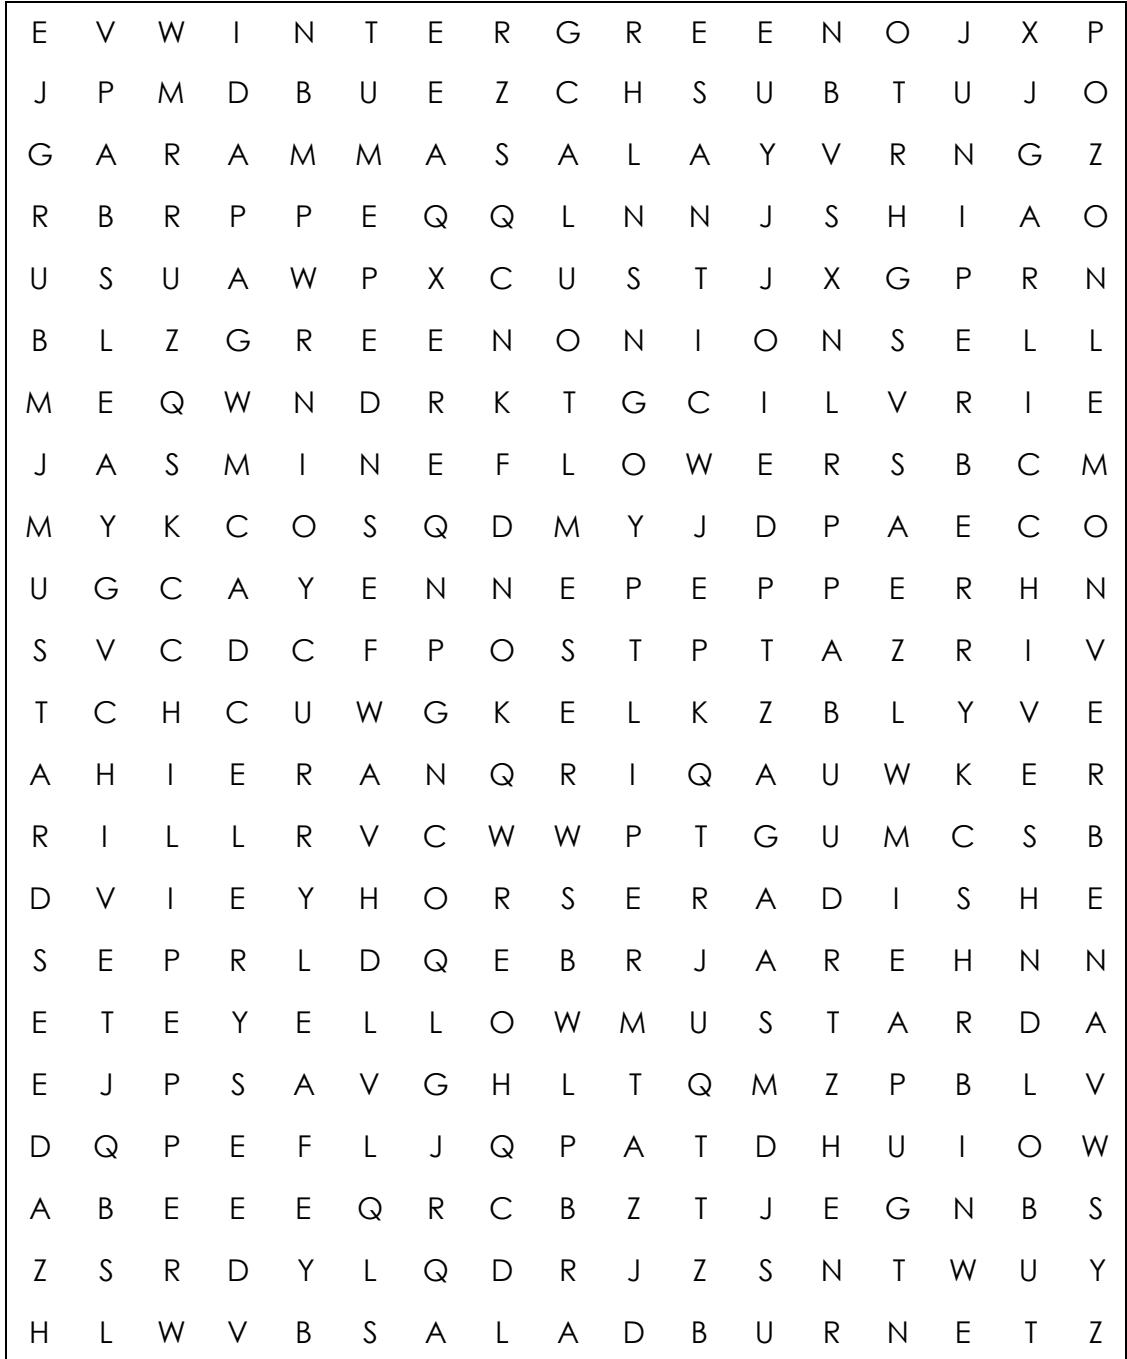 E V W I N T E R G R E E N O J X P
J P M D B U E Z C H S U B T U J O
G A R A M M A S A L A Y V R N G Z
R B R P P E Q Q L N N J S H I A O
U S U A W P X C U S T J X G P R N
B L Z G R E E N O N I O N S E L L
M E Q W N D R K T G C I L V R I E
J A S M I N E F L O W E R S B C M
M Y K C O S Q D M Y J D P A E C O
U G C A Y E N N E P E P P E R H N
S V C D C F P O S T P T A Z R I V
T C H C U W G K E L K Z B L Y V E
A H I E R A N Q R I Q A U W K E R
R I L L R V C W W P T G U M C S B
D V I E Y H O R S E R A D I S H E
S E P R L D Q E B R J A R E H N N
E T E Y E L L O W M U S T A R D A
E J P S A V G H L T Q M Z P B L V
D Q P E F L J Q P A T D H U I O W
A B E E E Q R C B Z T J E G N B S
Z S R D Y L Q D R J Z S N T W U Y
H L W V B S A L A D B U R N E T Z